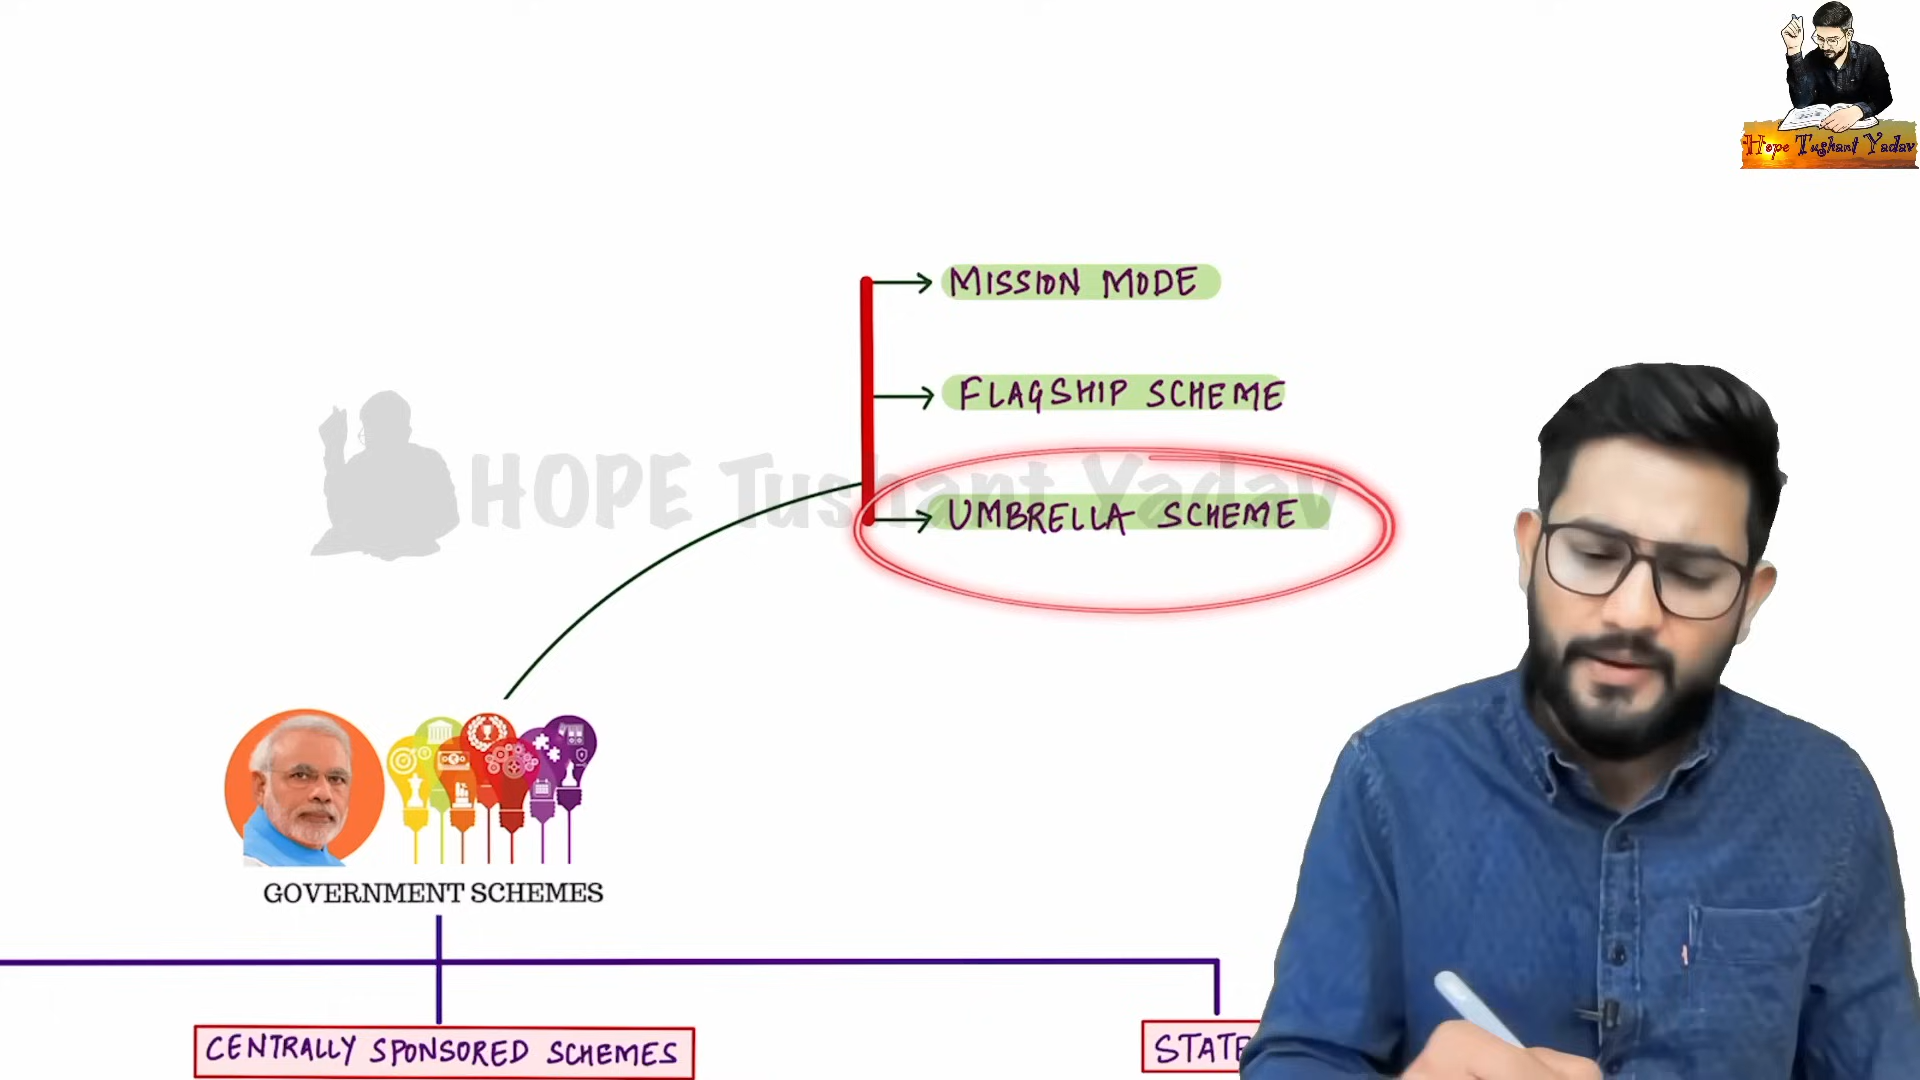 Hope Tushant Yadav
MISSION MODE
FLAGSHIP SCHEME
HOPE Tushant Yadav
UMBRELLA SCHEME
GOVERNMENT SCHEMES
CENTRALLY SPONSORED SCHEMES
STATE